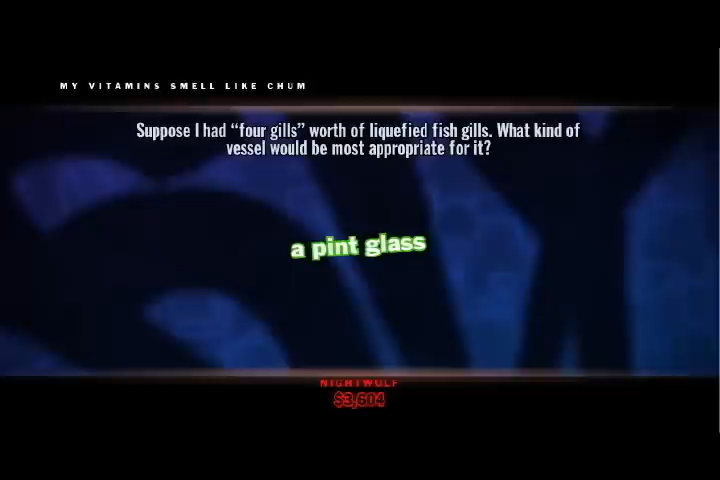 MY VITAMINS SMELL LIKE CHUM
Suppose I had “four gills” worth of liquefied fish gills. What kind of
vessel would be most appropriate for it?
a pint glass
NIGHTWOLF
$3,604